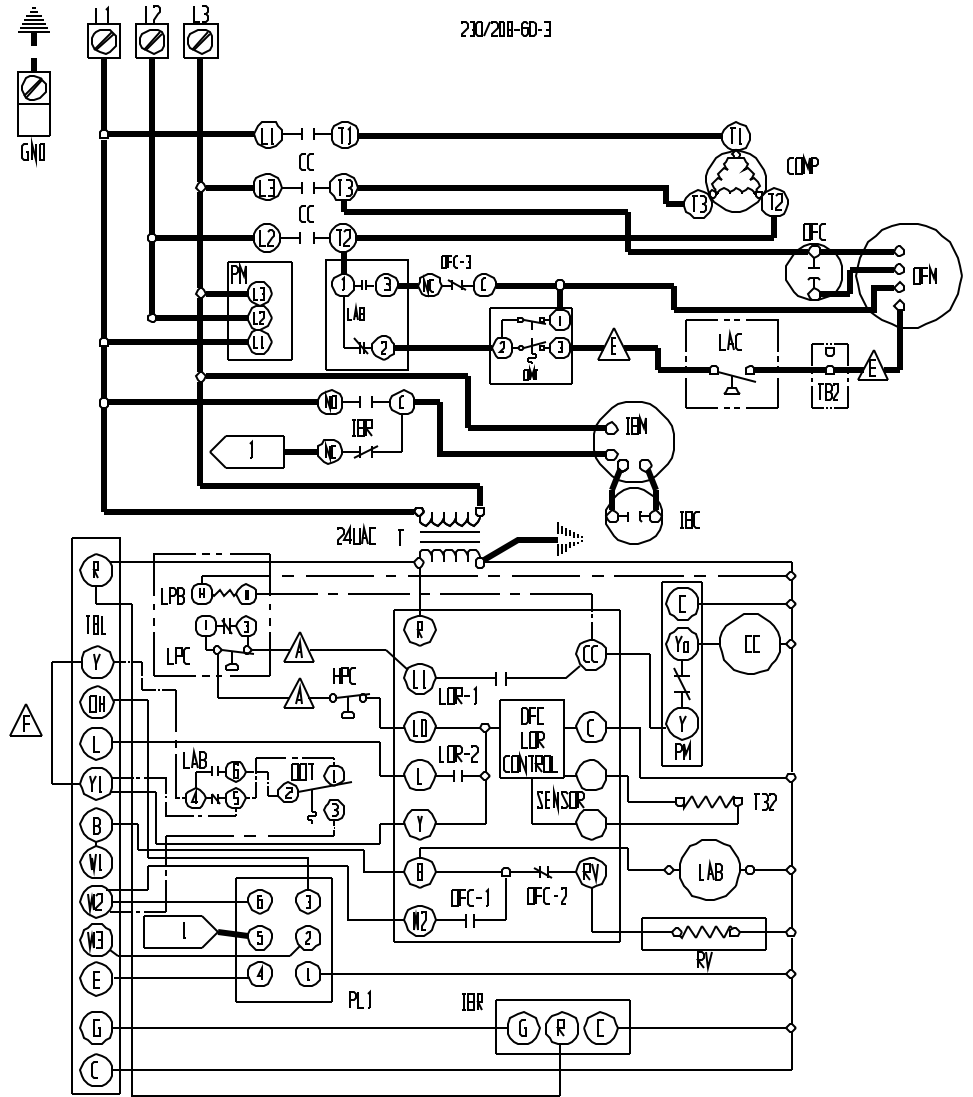 L1 L2 L3
230/208-60-3
GND
L1 T1 T1
CC COMP
L3 T3 T3 T2
CC
L2 T2 DFC
PM DFC-3 DFM
1 3 NC C
L3
L2 LAB 1
L1 2 2 3 E LAC E
OMT TB2
NO C
IBR IBM
1 NC
IBC
24VAC T
R
LPB H N C
TBL 1 3 R Ya CC
LPC A CC
Y HPC L1
A LOR-1
F OH LO DFC C Y
L LOR-2 LOR PM
LAB 6 OOT 1 L CONTROL
Y1 4 5 2 SENSOR T32
3
B Y
W1 B RV LAB
W2 6 3 DFC-1 DFC-2
1 5 2 W2
W3 RV
E 4 1
PL1 IBR
G G R C
C